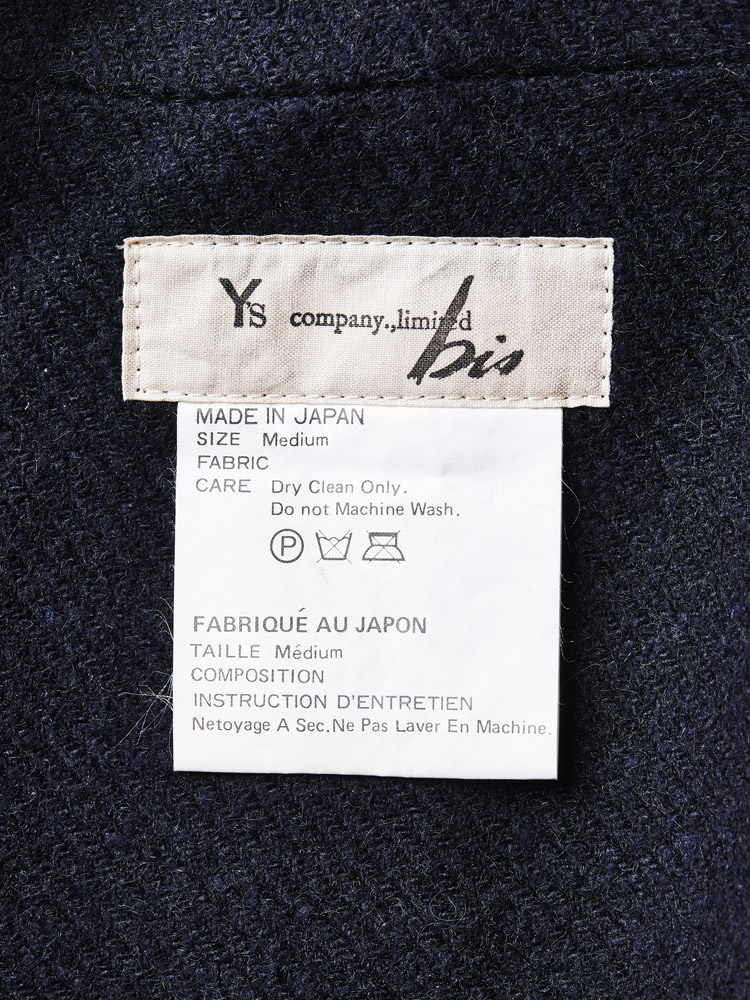 Y's company.,limited
bis
MADE IN JAPAN
SIZE Medium
FABRIC
CARE Dry Clean Only.
Do not Machine Wash.
P
FABRIQUÉ AU JAPON
TAILLE Médium
COMPOSITION
INSTRUCTION D'ENTRETIEN
Netoyage A Sec.Ne Pas Laver En Machine.